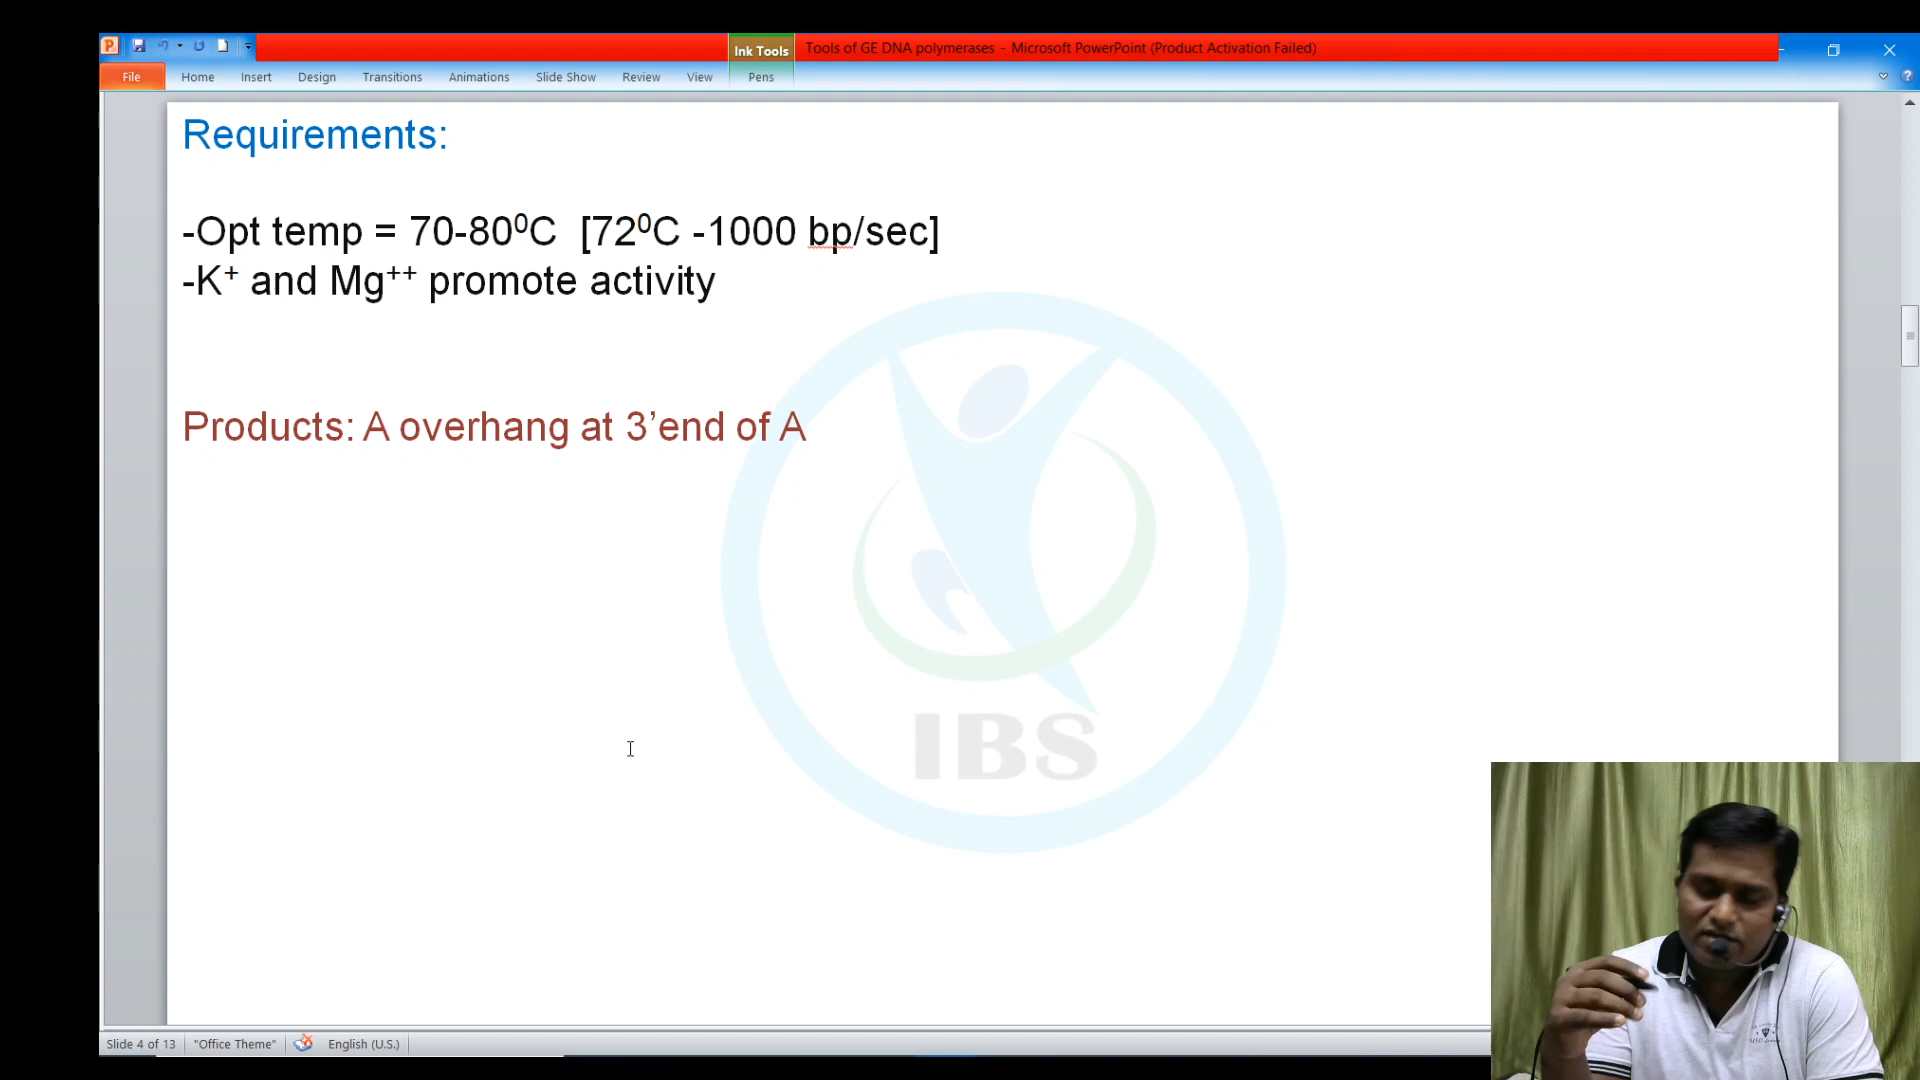 Ink Tools
Tools of GE DNA polymerases - Microsoft PowerPoint (Product Activation Failed)
File Home Insert Design Transitions Animations Slide Show Review View Pens
Requirements:
-Opt temp = 70-80⁰C [72⁰C -1000 bp/sec]
-K⁺ and Mg⁺⁺ promote activity
Products: A overhang at 3’end of A
IBS
Slide 4 of 13 "Office Theme" English (U.S.)